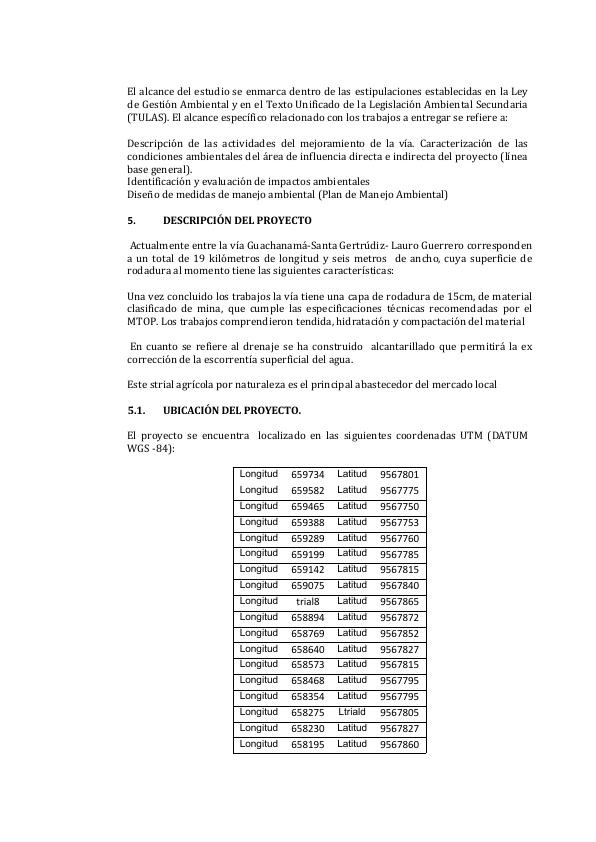 El alcance del estudio se enmarca dentro de las estipulaciones establecidas en la Ley
de Gestión Ambiental y en el Texto Unificado de la Legislación Ambiental Secundaria
(TULAS). El alcance específico relacionado con los trabajos a entregar se refiere a:
Descripción de las actividades del mejoramiento de la vía. Caracterización de las
condiciones ambientales del área de influencia directa e indirecta del proyecto (línea
base general).
Identificación y evaluación de impactos ambientales
Diseño de medidas de manejo ambiental (Plan de Manejo Ambiental)
5. DESCRIPCIÓN DEL PROYECTO
Actualmente entre la vía Guachanamá-Santa Gertrúdiz- Lauro Guerrero corresponden
a un total de 19 kilómetros de longitud y seis metros de ancho, cuya superficie de
rodadura al momento tiene las siguientes características:
Una vez concluido los trabajos la vía tiene una capa de rodadura de 15cm, de material
clasificado de mina, que cumple las especificaciones técnicas recomendadas por el
MTOP. Los trabajos comprendieron tendida, hidratación y compactación del material
En cuanto se refiere al drenaje se ha construido alcantarillado que permitirá la ex
corrección de la escorrentía superficial del agua.
Este strial agrícola por naturaleza es el principal abastecedor del mercado local
5.1. UBICACIÓN DEL PROYECTO.
El proyecto se encuentra localizado en las siguientes coordenadas UTM (DATUM
WGS -84):
Longitud 659734 Latitud 9567801
Longitud 659582 Latitud 9567775
Longitud 659465 Latitud 9567750
Longitud 659388 Latitud 9567753
Longitud 659289 Latitud 9567760
Longitud 659199 Latitud 9567785
Longitud 659142 Latitud 9567815
Longitud 659075 Latitud 9567840
Longitud trial8 Latitud 9567865
Longitud 658894 Latitud 9567872
Longitud 658769 Latitud 9567852
Longitud 658640 Latitud 9567827
Longitud 658573 Latitud 9567815
Longitud 658468 Latitud 9567795
Longitud 658354 Latitud 9567795
Longitud 658275 Ltriald 9567805
Longitud 658230 Latitud 9567827
Longitud 658195 Latitud 9567860